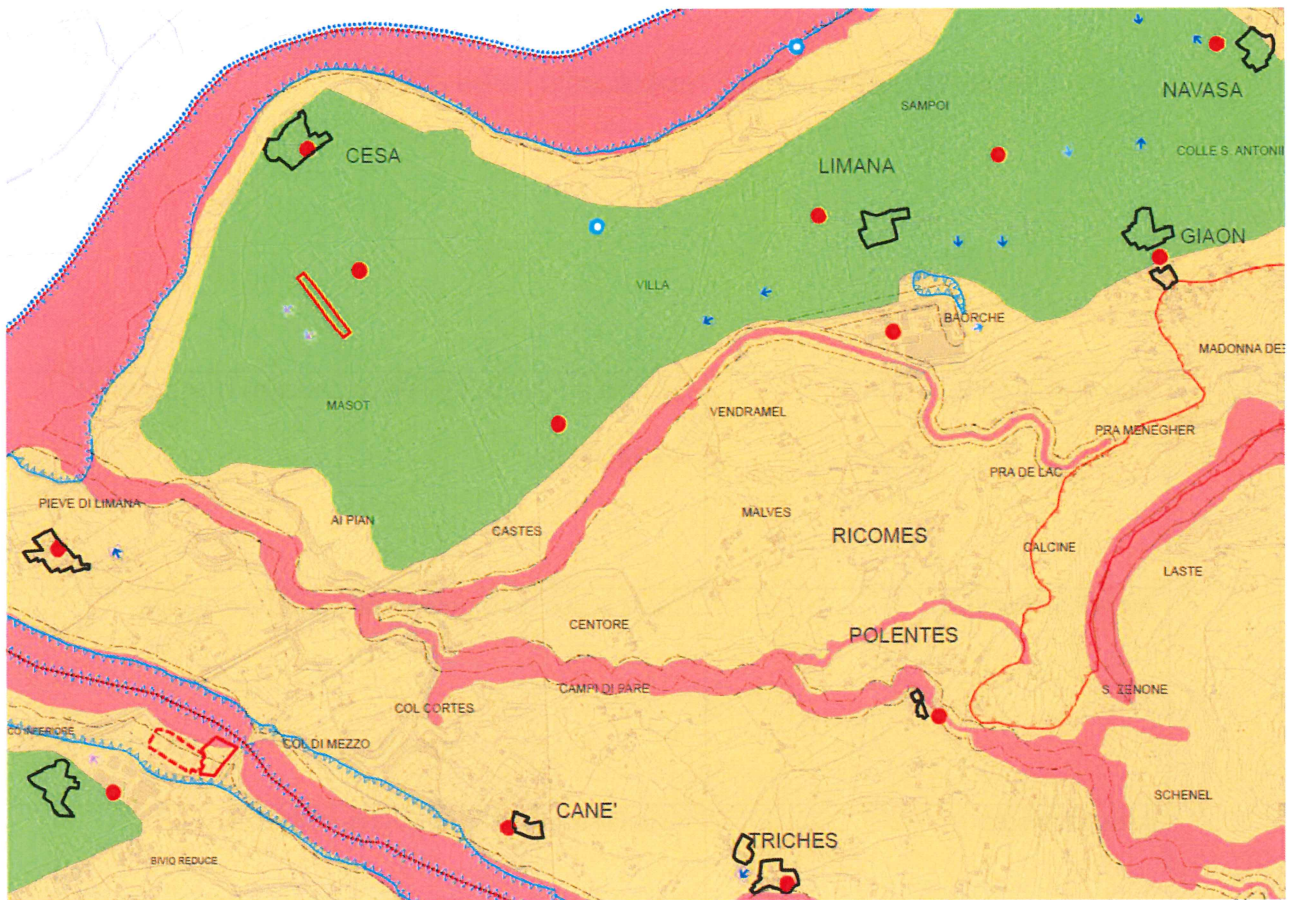 NAVASA
SAMPOI
CESA
LIMANA
COLLE S. ANTONI
GIAON
VILLA
BAORCHE
MADONNA DE
MASOT
VENDRAMEL
PRA MENEGHER
PRA DE LAC
PIEVE DI LIMANA
AI PIAN
CASTES
MALVES
RICOMES
CALCINE
LASTE
CENTORE
POLENTES
CAMPI DI PARE
S. ZENONE
COL CORTES
CO INFERIORE
COL DI MEZZO
SCHENEL
CANE'
TRICHES
BIVIO REDUCE